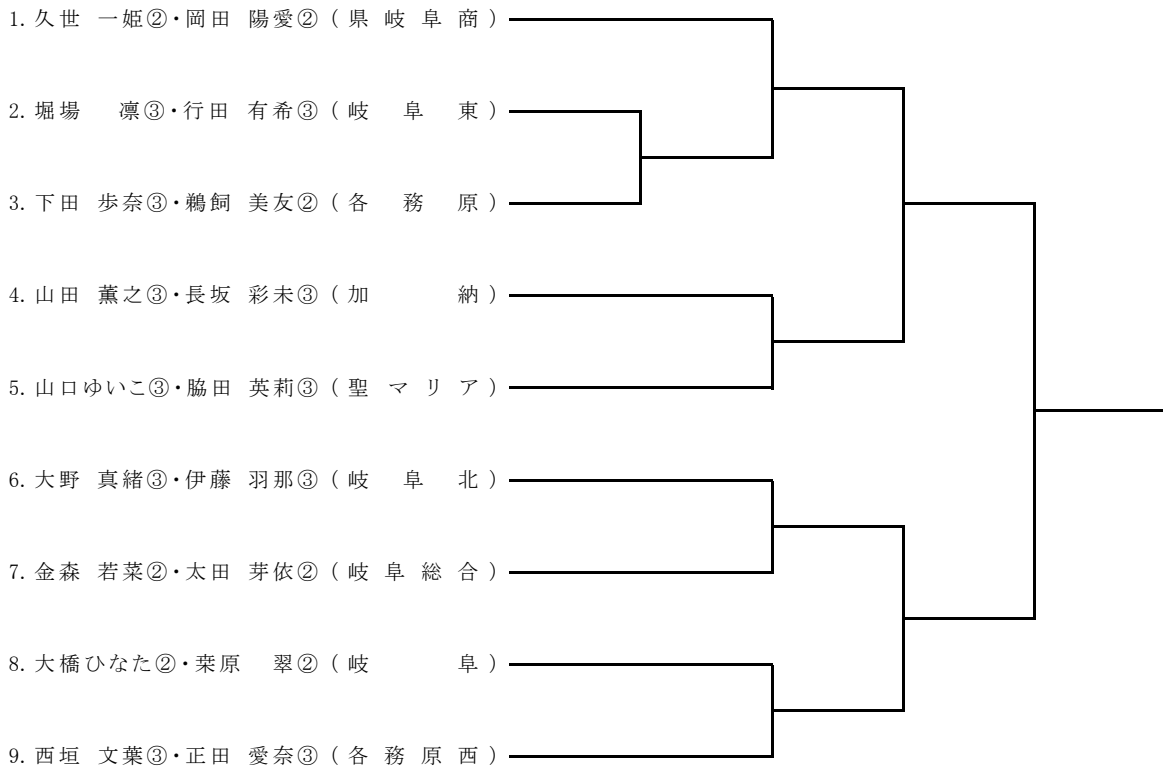 1. 久世 一姫②・岡田 陽愛②（県岐阜商）
2. 堀場 凛③・行田 有希③（岐阜東）
3. 下田 歩奈③・鵜飼 美友②（各務原）
4. 山田 薫之③・長坂 彩未③（加納）
5. 山口ゆいこ③・脇田 英莉③（聖マリア）
6. 大野 真緒③・伊藤 羽那③（岐阜北）
7. 金森 若菜②・太田 芽依②（岐阜総合）
8. 大橋ひなた②・栞原 翠②（岐阜）
9. 西垣 文葉③・正田 愛奈③（各務原西）